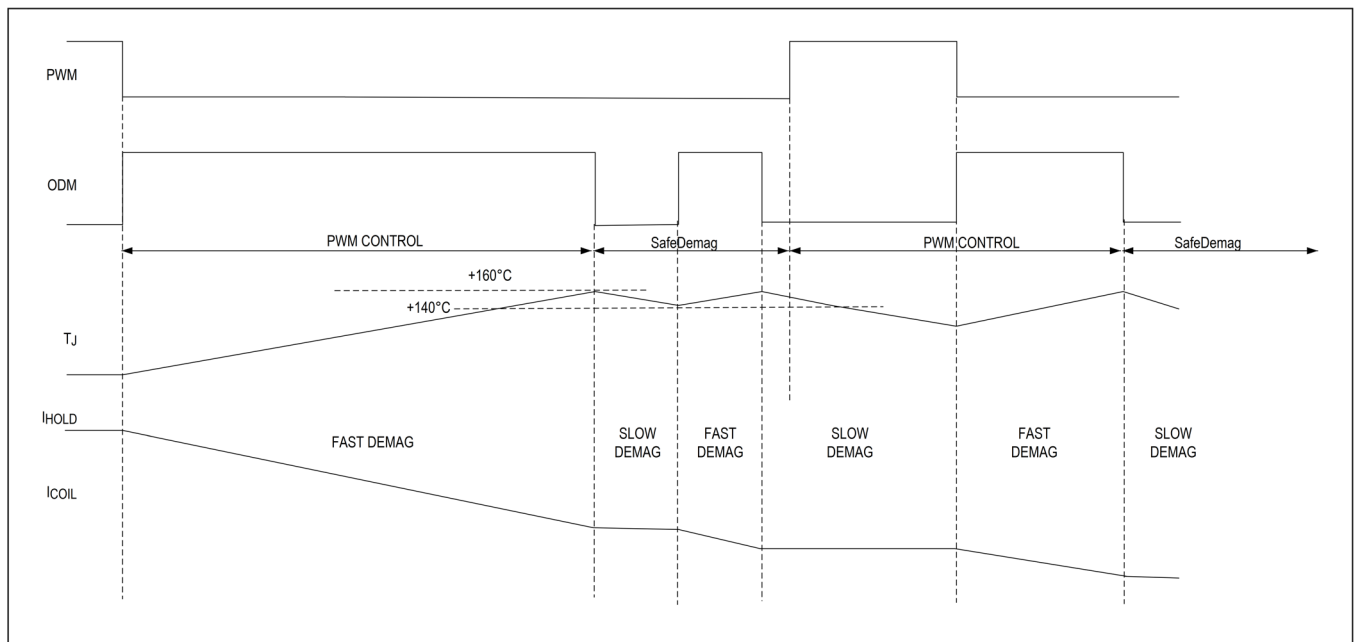 PWM
ODM
PWM CONTROL
SafeDemag
PWM CONTROL
SafeDemag
+160°C
+140°C
TJ
IHOLD
FAST DEMAG
SLOW
DEMAG
FAST
DEMAG
SLOW
DEMAG
FAST
DEMAG
SLOW
DEMAG
ICOIL